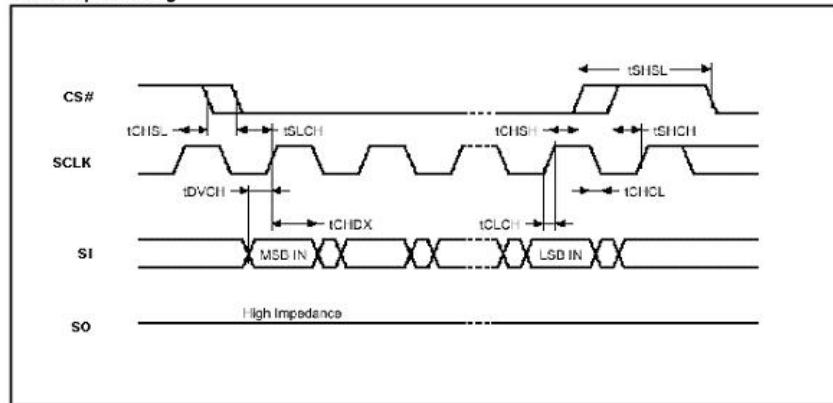 tSHSL
CS#
tCHSL tSLCH tCHSH tSHCH
SCLK
tDVCH tCHCL
tCHDX tCLCH
SI MSB IN LSB IN
High Impedance
SO